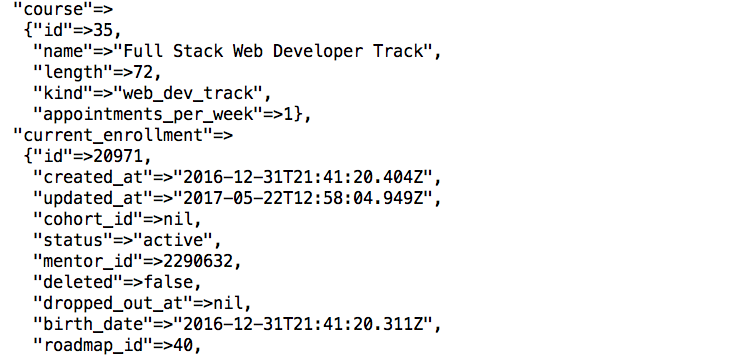 "course"=>
{"id"=>35,
"name"=>"Full Stack Web Developer Track",
"length"=>72,
"kind"=>"web_dev_track",
"appointments_per_week"=>1},
"current_enrollment"=>
{"id"=>20971,
"created_at"=>"2016-12-31T21:41:20.404Z",
"updated_at"=>"2017-05-22T12:58:04.949Z",
"cohort_id"=>nil,
"status"=>"active",
"mentor_id"=>2290632,
"deleted"=>false,
"dropped_out_at"=>nil,
"birth_date"=>"2016-12-31T21:41:20.311Z",
"roadmap_id"=>40,